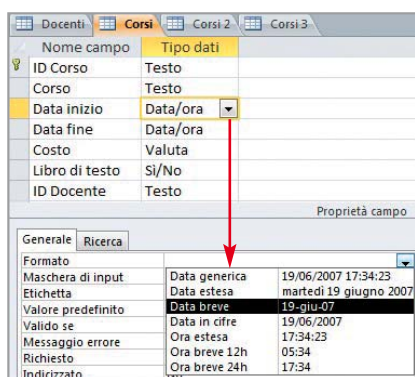 Docenti Corsi Corsi 2 Corsi 3
Nome campo Tipo dati
ID Corso Testo
Corso Testo
Data inizio Data/ora
Data fine Data/ora
Costo Valuta
Libro di testo Sì/No
ID Docente Testo
Proprietà campo
Generale Ricerca
Formato
Maschera di input Data generica 19/06/2007 17:34:23
Etichetta Data estesa martedì 19 giugno 2007
Valore predefinito Data breve 19-giu-07
Valido se Data in cifre 19/06/2007
Messaggio errore Ora estesa 17:34:23
Richiesto Ora breve 12h 05:34
Indicizzato Ora breve 24h 17:34